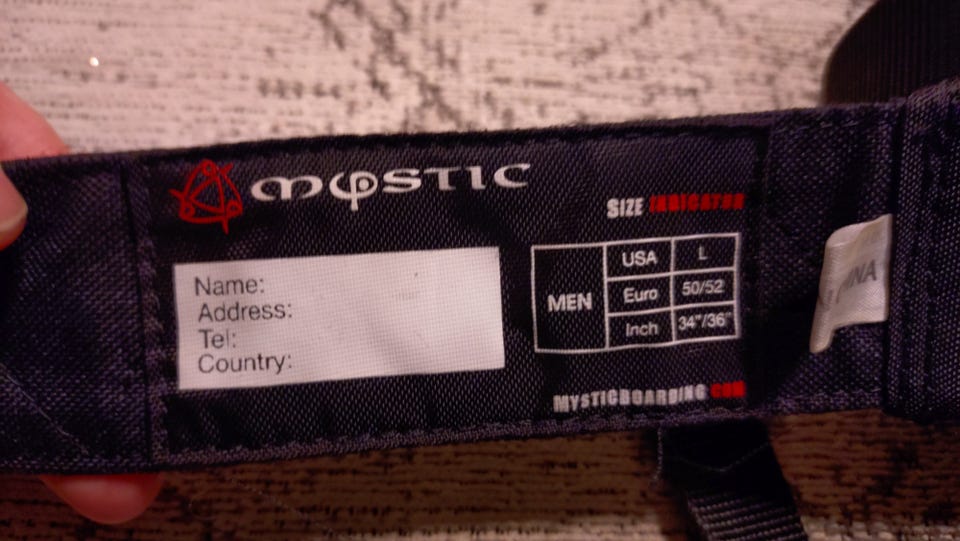 mystic
SIZE INDICATOR
Name:
Address:
Tel:
Country:
MEN
USA L
Euro 50/52
Inch 34"/36"
MYSTICBOARDING.COM